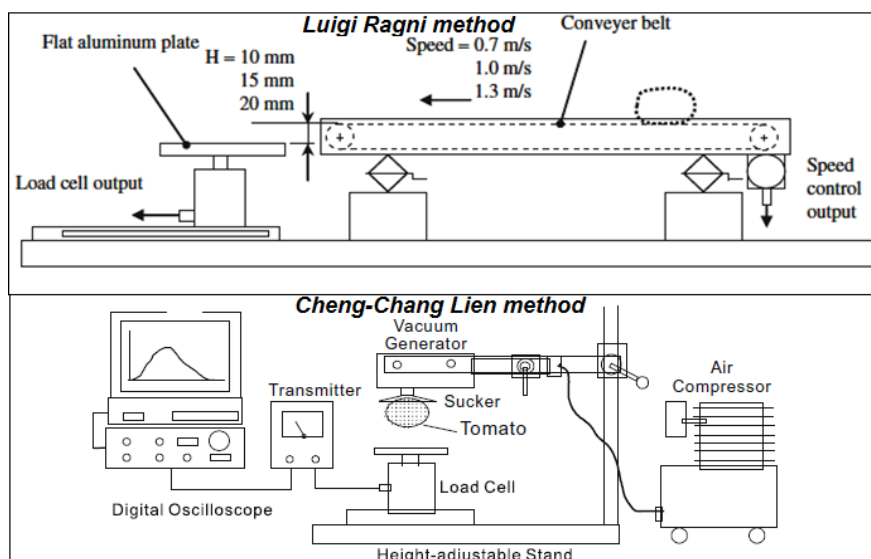 Luigi Ragni method
Flat aluminum plate
H = 10 mm
15 mm
20 mm
Speed = 0.7 m/s
1.0 m/s
1.3 m/s
Conveyer belt
Load cell output
Speed
control
output
Cheng-Chang Lien method
Vacuum
Generator
Transmitter
Sucker
Tomato
Air
Compressor
Load Cell
Digital Oscilloscope
Height-adjustable Stand